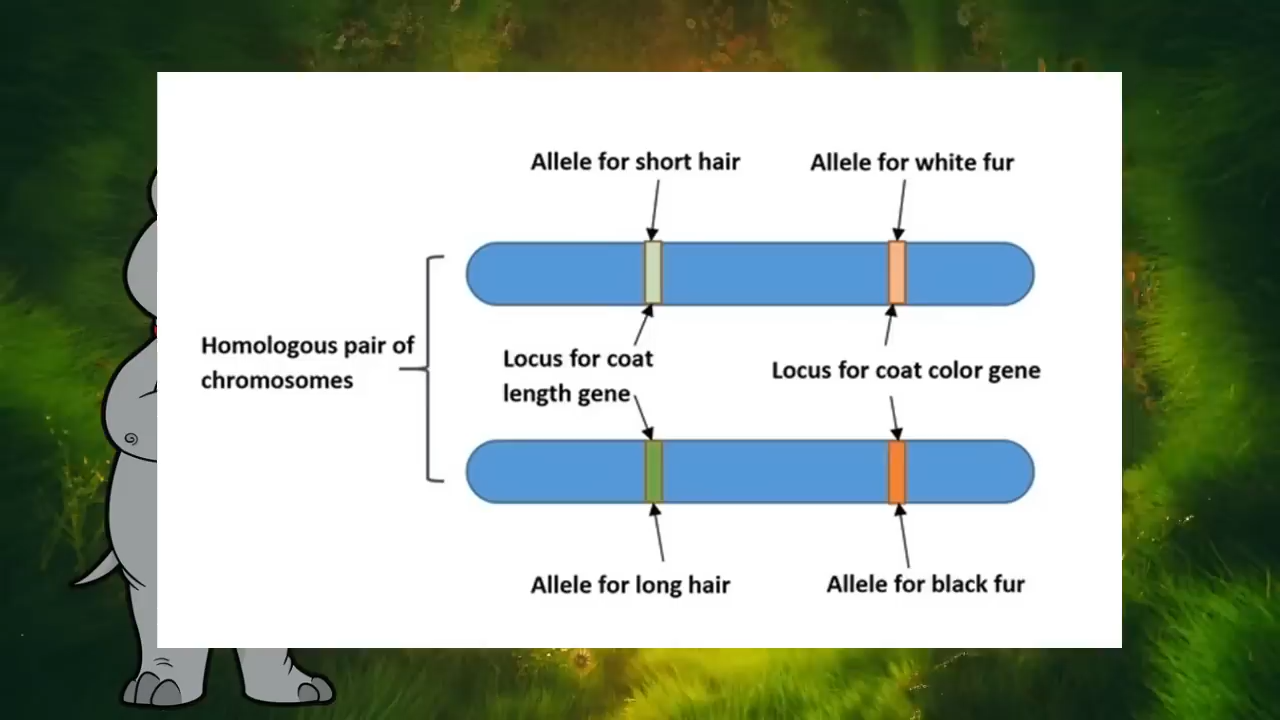 Allele for short hair
Allele for white fur
Homologous pair of
chromosomes
Locus for coat
length gene
Locus for coat color gene
Allele for long hair
Allele for black fur